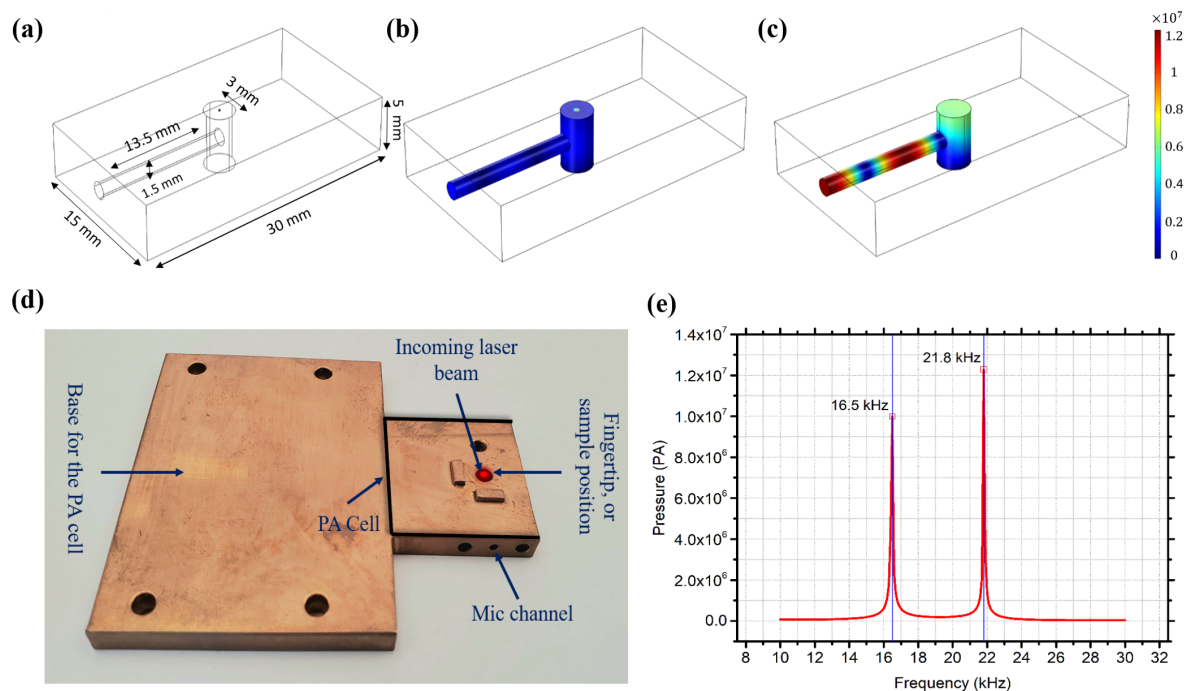 (a)
3 mm
5 mm
13.5 mm
1.5 mm
15 mm
30 mm
(b)
(c)
×10⁷
1.2
1
0.8
0.6
0.4
0.2
0
(d)
Incoming laser
beam
Base for the
PA cell
Fingertip, or
sample position
PA Cell
Mic channel
(e)
1.4x10⁷
1.2x10⁷
1.0x10⁷
8.0x10⁶
6.0x10⁶
4.0x10⁶
2.0x10⁶
0.0
Pressure (PA)
21.8 kHz
16.5 kHz
8 10 12 14 16 18 20 22 24 26 28 30 32
Frequency (kHz)